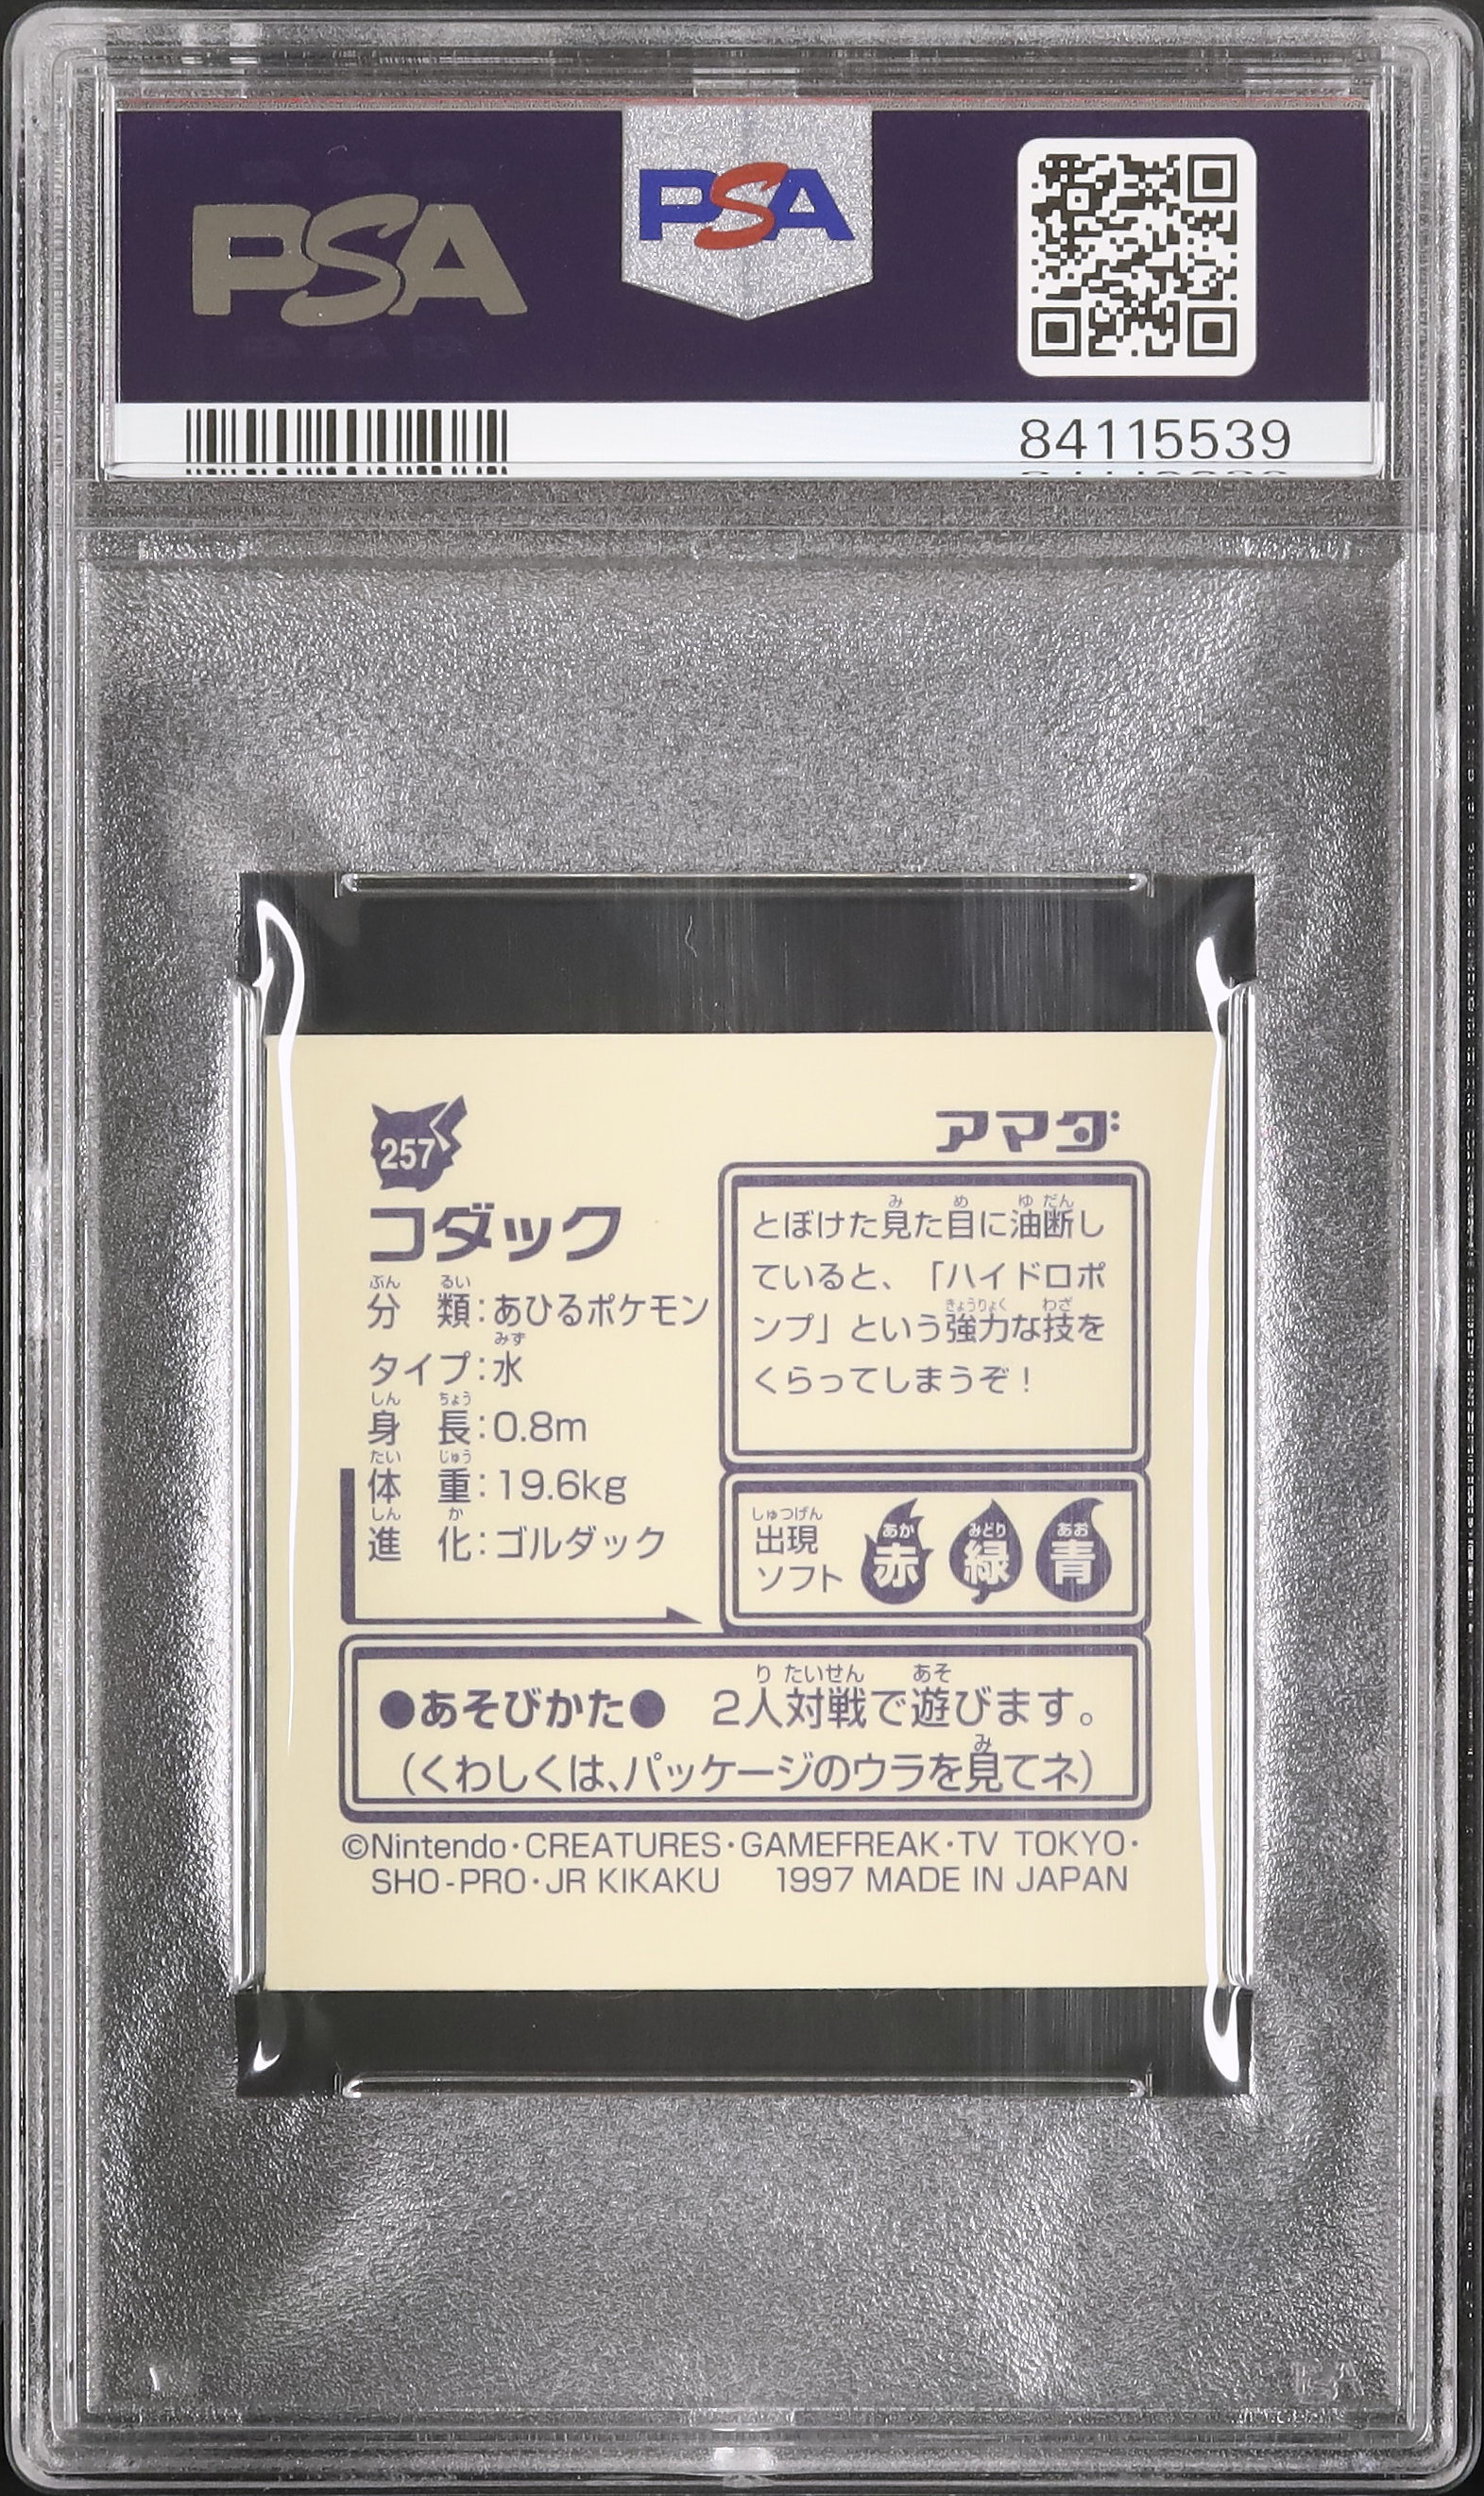 PSA
PSA
84115539
257
アマダ
コダック
分類:あひるポケモン
タイプ:水
身長:0.8m
体重:19.6kg
進化:ゴルダック
とぼけた見た目に油断し
ていると、「ハイドロポ
ンプ」という強力な技を
くらってしまうぞ!
出現
ソフト
赤 緑 青
●あそびかた● 2人対戦で遊びます。
(くわしくは、パッケージのウラを見てネ)
©Nintendo・CREATURES・GAMEFREAK・TV TOKYO・
SHO-PRO・JR KIKAKU 1997 MADE IN JAPAN